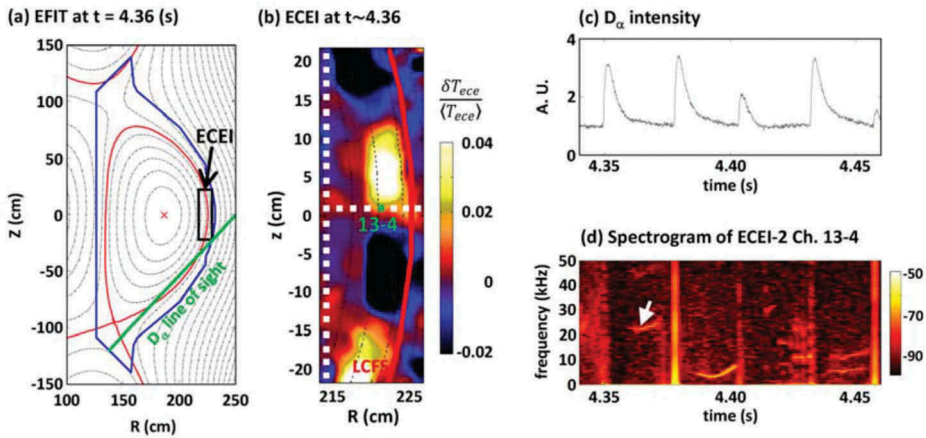 (a) EFIT at t = 4.36 (s)
150
100
50
0
-50
-100
-150
Z (cm)
100 150 200 250
R (cm)
ECEI
Dα line of sight
(b) ECEI at t~4.36
20
15
10
5
0
-5
-10
-15
-20
z (cm)
215 225
R (cm)
13-4
LCFS
δT_ece
⟨T_ece⟩
0.04
0.02
0
-0.02
(c) Dα intensity
4
2
0
A. U.
4.35 4.40 4.45
time (s)
(d) Spectrogram of ECEI-2 Ch. 13-4
50
40
30
20
10
0
frequency (kHz)
4.35 4.40 4.45
time (s)
-50
-70
-90